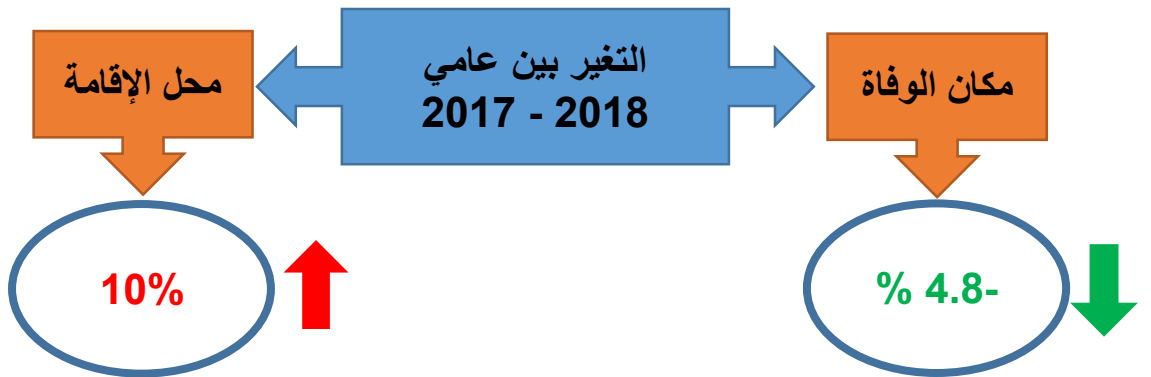 التغير بين عامي
2017 - 2018
مكان الوفاة
محل الإقامة
% 4.8-
10%